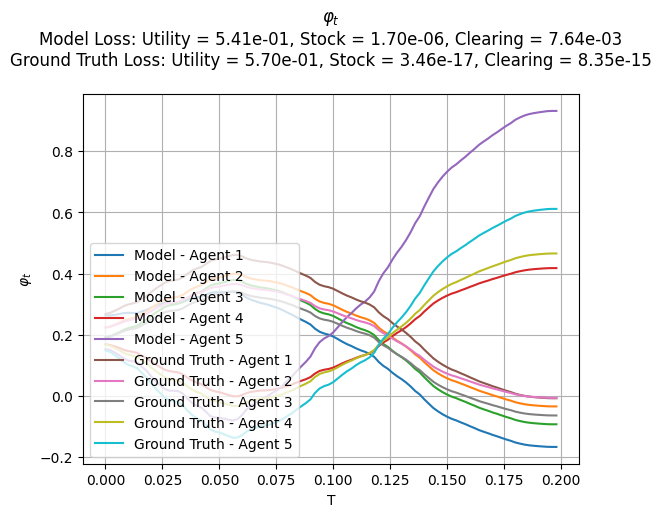 φₜ
Model Loss: Utility = 5.41e-01, Stock = 1.70e-06, Clearing = 7.64e-03
Ground Truth Loss: Utility = 5.70e-01, Stock = 3.46e-17, Clearing = 8.35e-15
0.8
0.6
0.4
0.2
0.0
−0.2
φₜ
Model - Agent 1
Model - Agent 2
Model - Agent 3
Model - Agent 4
Model - Agent 5
Ground Truth - Agent 1
Ground Truth - Agent 2
Ground Truth - Agent 3
Ground Truth - Agent 4
Ground Truth - Agent 5
0.000 0.025 0.050 0.075 0.100 0.125 0.150 0.175 0.200
T